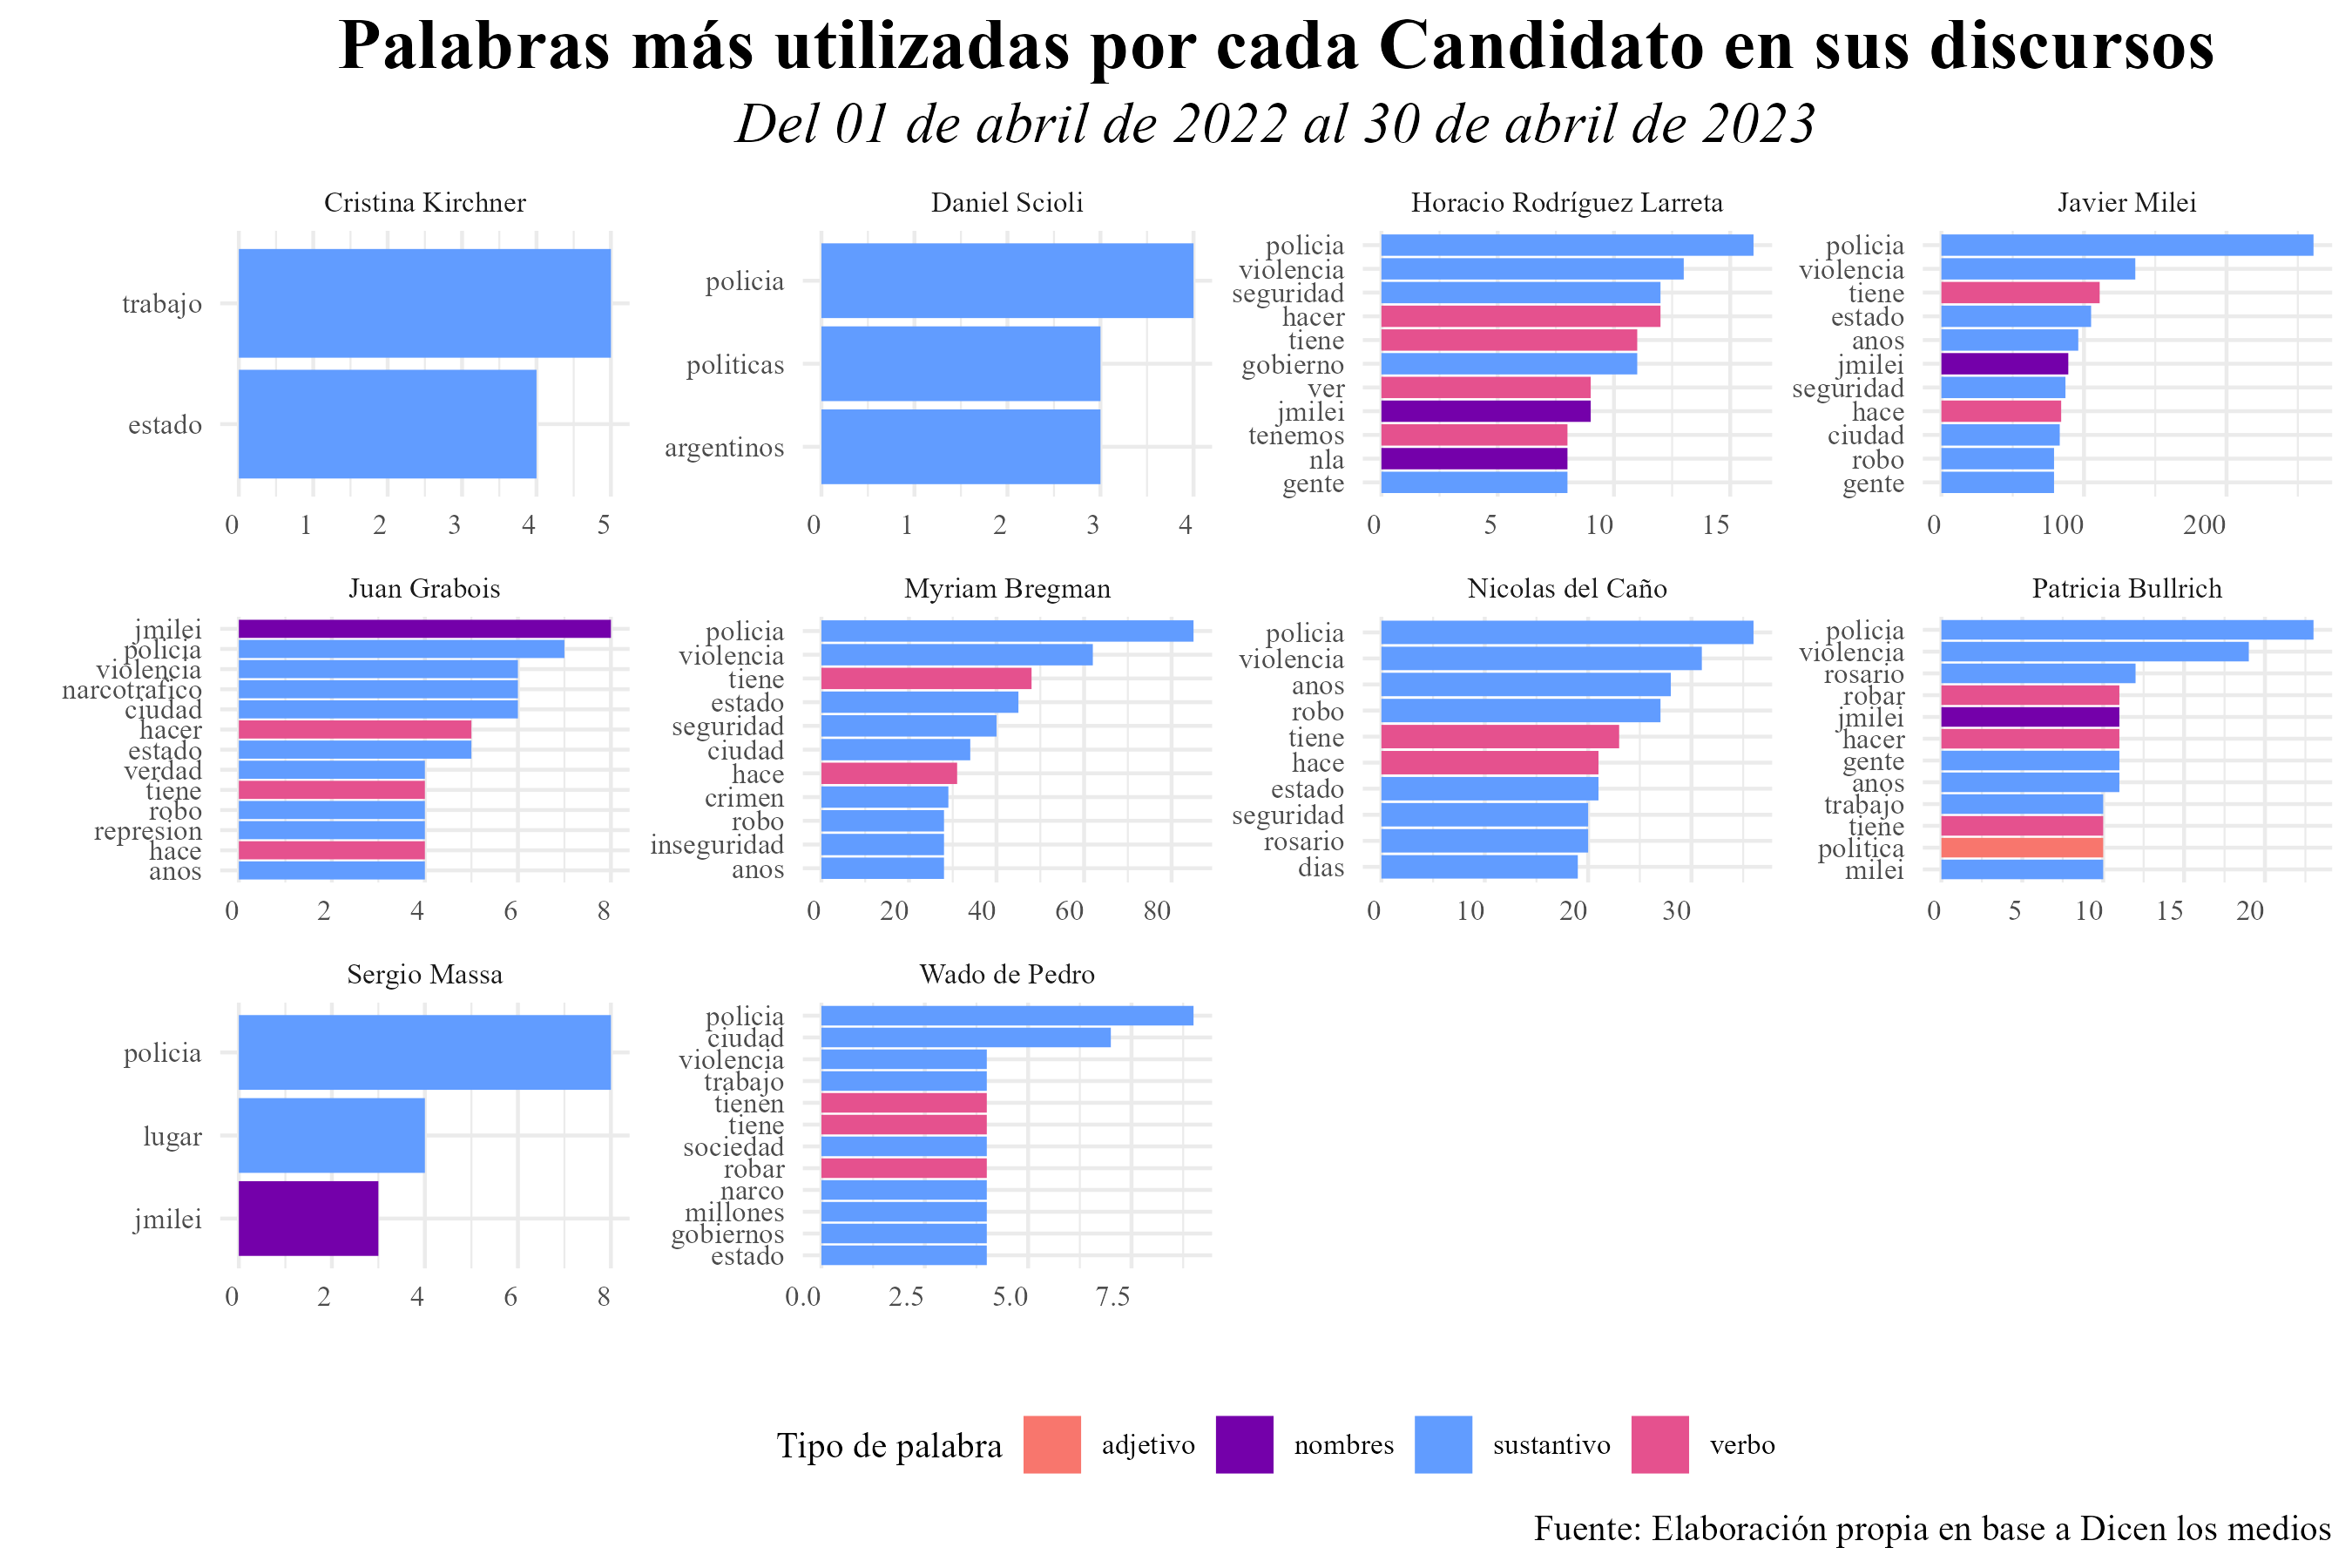 Palabras más utilizadas por cada Candidato en sus discursos
Del 01 de abril de 2022 al 30 de abril de 2023
Cristina Kirchner
trabajo
estado
0 1 2 3 4 5
Daniel Scioli
policia
politicas
argentinos
0 1 2 3 4
Horacio Rodríguez Larreta
policia
violencia
seguridad
hacer
tiene
gobierno
ver
jmilei
tenemos
nla
gente
0 5 10 15
Javier Milei
policia
violencia
tiene
estado
anos
jmilei
seguridad
hace
ciudad
robo
gente
0 100 200
Juan Grabois
jmilei
policia
violencia
narcotrafico
ciudad
hacer
estado
verdad
tiene
robo
represion
hace
anos
0 2 4 6 8
Myriam Bregman
policia
violencia
tiene
estado
seguridad
ciudad
hace
crimen
robo
inseguridad
anos
0 20 40 60 80
Nicolas del Caño
policia
violencia
anos
robo
tiene
hace
estado
seguridad
rosario
dias
0 10 20 30
Patricia Bullrich
policia
violencia
rosario
robar
jmilei
hacer
gente
anos
trabajo
tiene
politica
milei
0 5 10 15 20
Sergio Massa
policia
lugar
jmilei
0 2 4 6 8
Wado de Pedro
policia
ciudad
violencia
trabajo
tienen
tiene
sociedad
robar
narco
millones
gobiernos
estado
0.0 2.5 5.0 7.5
Tipo de palabra adjetivo nombres sustantivo verbo
Fuente: Elaboración propia en base a Dicen los medios